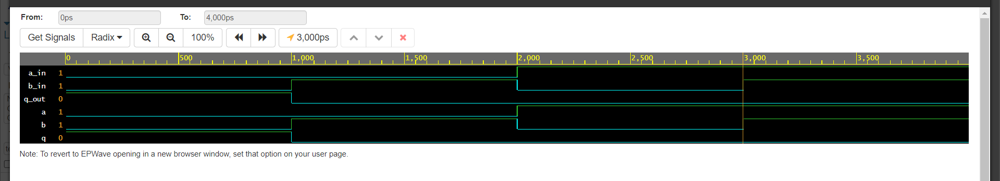 From: 0ps To: 4,000ps
Get Signals Radix 100% 3,000ps
0 500 1,000 1,500 2,000 2,500 3,000 3,500
a_in 1
b_in 1
q_out 0
a 1
b 1
q 0
Note: To revert to EPWave opening in a new browser window, set that option on your user page.